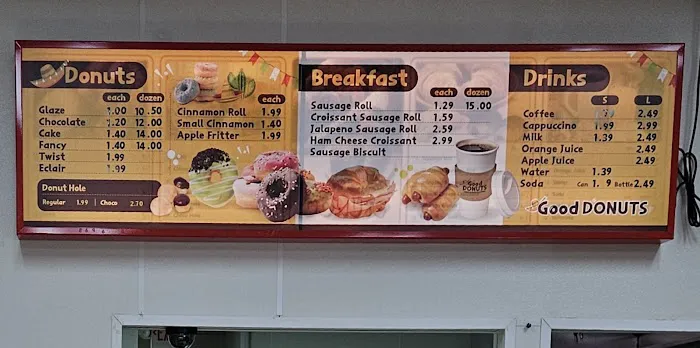 Donuts
each dozen
Glaze 1.00 10.50
Chocolate 1.20 12.00
Cake 1.40 14.00
Fancy 1.40 14.00
Twist 1.99
Eclair 1.99
Donut Hole
Regular 1.99 | Choco 2.70
each
Cinnamon Roll 1.99
Small Cinnamon 1.40
Apple Fritter 1.99
Breakfast
each dozen
Sausage Roll 1.29 15.00
Croissant Sausage Roll 1.59
Jalapeno Sausage Roll 2.59
Ham Cheese Croissant 2.99
Sausage Biscuit
Good
DONUTS
Drinks
S L
Coffee 2.49
Cappuccino 1.99 2.99
Milk 1.39 2.49
Orange Juice 2.49
Apple Juice 2.49
Water 1.39
Soda Can 1. 9 Bottle 2.49
Good DONUTS